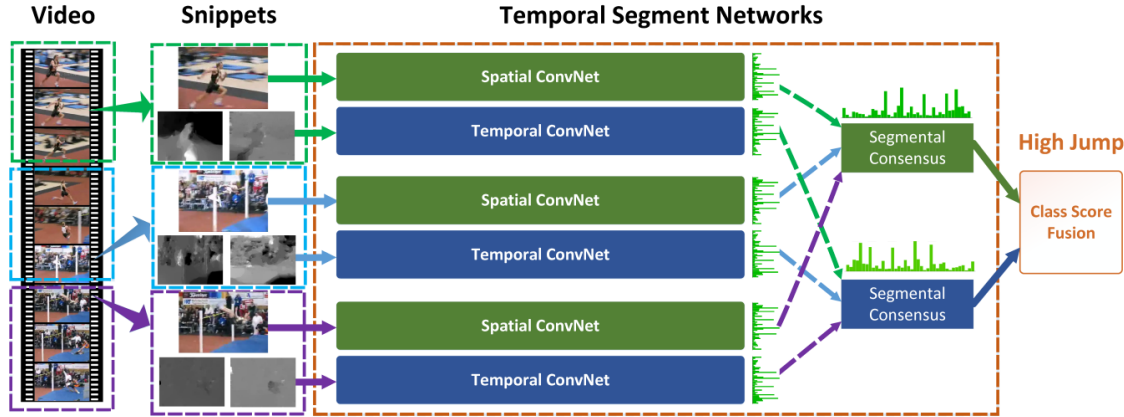 Video
Snippets
Temporal Segment Networks
Spatial ConvNet
Temporal ConvNet
Spatial ConvNet
Temporal ConvNet
Spatial ConvNet
Temporal ConvNet
Segmental
Consensus
Segmental
Consensus
High Jump
Class Score
Fusion